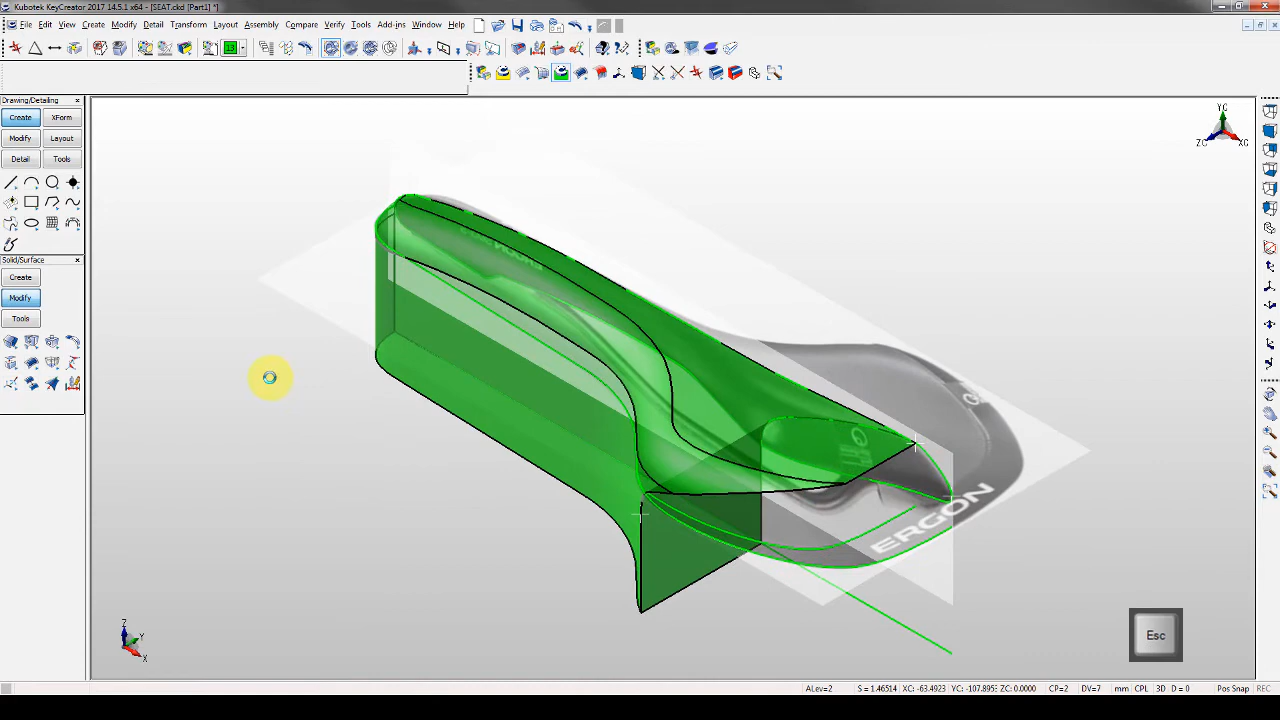 Kubotek KeyCreator 2017 14.5.1 x64 - [SEAT.ckd [Part1] *]
File Edit View Create Modify Detail Transform Layout Assembly Compare Verify Tools Add-ins Window Help
Drawing/Detailing
Create XForm
Modify Layout
Detail Tools
Solid/Surface
Create
Modify
Tools
YC
ZC XC
ERGON
Z
Y
X
Esc
ALev=2 S = 1.46514 XC: -63.4923 YC: -107.895 ZC: 0.0000 CP=2 DV=7 mm CPL 3D D = 0 Pos Snap REC